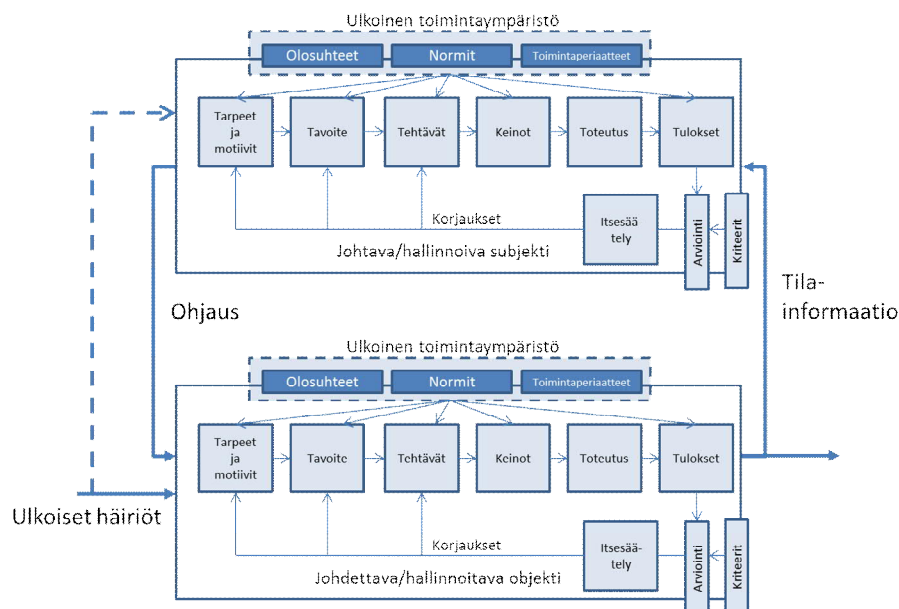 Ulkoinen toimintaympäristö
Olosuhteet
Normit
Toimintaperiaatteet
Tarpeet
ja
motiivit
Tavoite
Tehtävät
Keinot
Toteutus
Tulokset
Korjaukset
Itsesää
tely
Arviointi
Kriteerit
Johtava/hallinnoiva subjekti
Ohjaus
Tila-
informaatio
Ulkoinen toimintaympäristö
Olosuhteet
Normit
Toimintaperiaatteet
Tarpeet
ja
motiivit
Tavoite
Tehtävät
Keinot
Toteutus
Tulokset
Ulkoiset häiriöt
Korjaukset
Itsesää-
tely
Arviointi
Kriteerit
Johdettava/hallinnoitava objekti